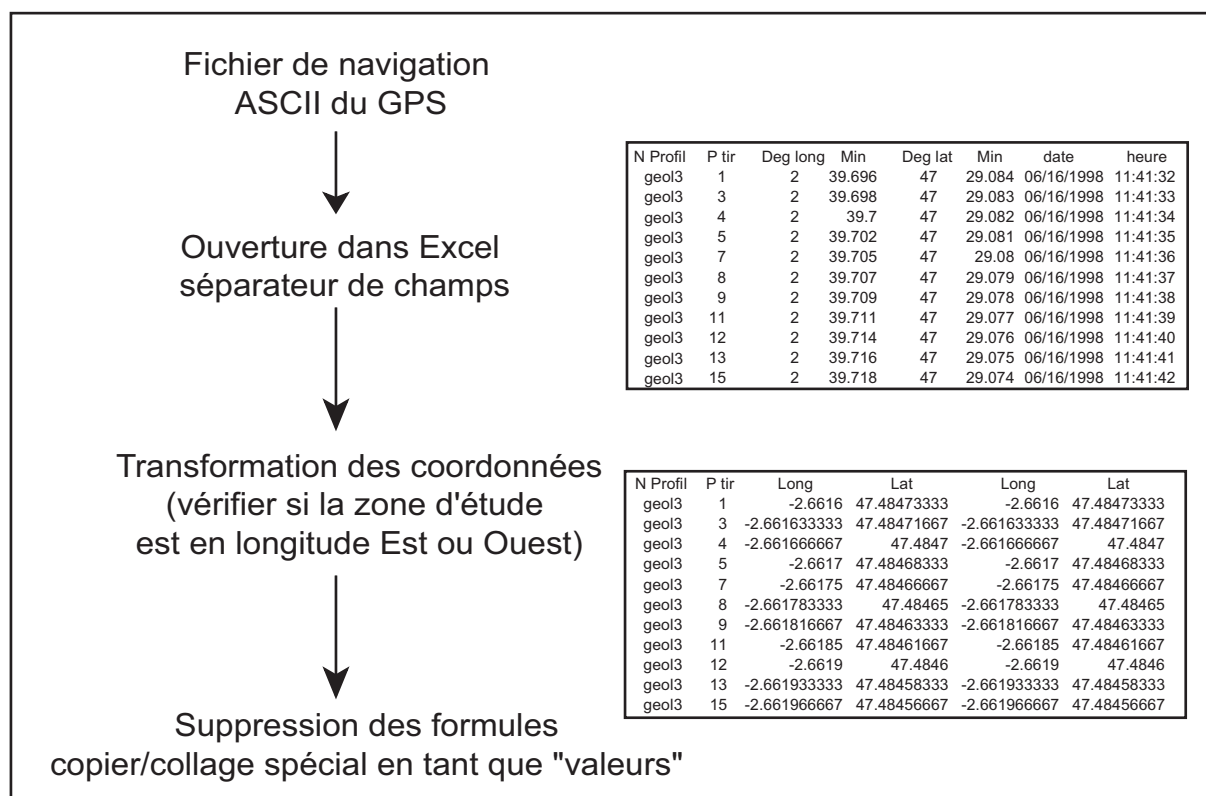 Fichier de navigation
ASCII du GPS
N Profil P tir Deg long Min Deg lat Min date heure
geol3 1 2 39.696 47 29.084 06/16/1998 11:41:32
geol3 3 2 39.698 47 29.083 06/16/1998 11:41:33
geol3 4 2 39.7 47 29.082 06/16/1998 11:41:34
geol3 5 2 39.702 47 29.081 06/16/1998 11:41:35
geol3 7 2 39.705 47 29.08 06/16/1998 11:41:36
geol3 8 2 39.707 47 29.079 06/16/1998 11:41:37
geol3 9 2 39.709 47 29.078 06/16/1998 11:41:38
geol3 11 2 39.711 47 29.077 06/16/1998 11:41:39
geol3 12 2 39.714 47 29.076 06/16/1998 11:41:40
geol3 13 2 39.716 47 29.075 06/16/1998 11:41:41
geol3 15 2 39.718 47 29.074 06/16/1998 11:41:42
Ouverture dans Excel
séparateur de champs
Transformation des coordonnées
(vérifier si la zone d'étude
est en longitude Est ou Ouest)
N Profil P tir Long Lat Long Lat
geol3 1 -2.6616 47.48473333 -2.6616 47.48473333
geol3 3 -2.661633333 47.48471667 -2.661633333 47.48471667
geol3 4 -2.661666667 47.4847 -2.661666667 47.4847
geol3 5 -2.6617 47.48468333 -2.6617 47.48468333
geol3 7 -2.66175 47.48466667 -2.66175 47.48466667
geol3 8 -2.661783333 47.48465 -2.661783333 47.48465
geol3 9 -2.661816667 47.48463333 -2.661816667 47.48463333
geol3 11 -2.66185 47.48461667 -2.66185 47.48461667
geol3 12 -2.6619 47.4846 -2.6619 47.4846
geol3 13 -2.661933333 47.48458333 -2.661933333 47.48458333
geol3 15 -2.661966667 47.48456667 -2.661966667 47.48456667
Suppression des formules
copier/collage spécial en tant que "valeurs"